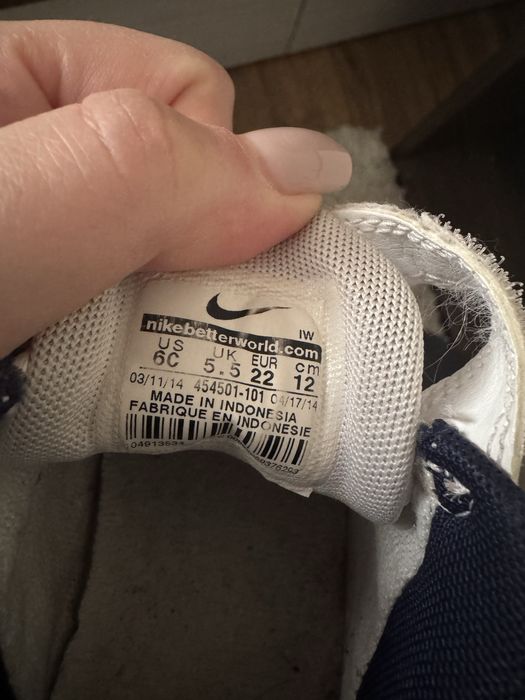 IW
nikebetterworld.com
US UK EUR cm
6C 5.5 22 12
03/11/14 454501-101 04/17/14
MADE IN INDONESIA
FABRIQUE EN INDONESIE